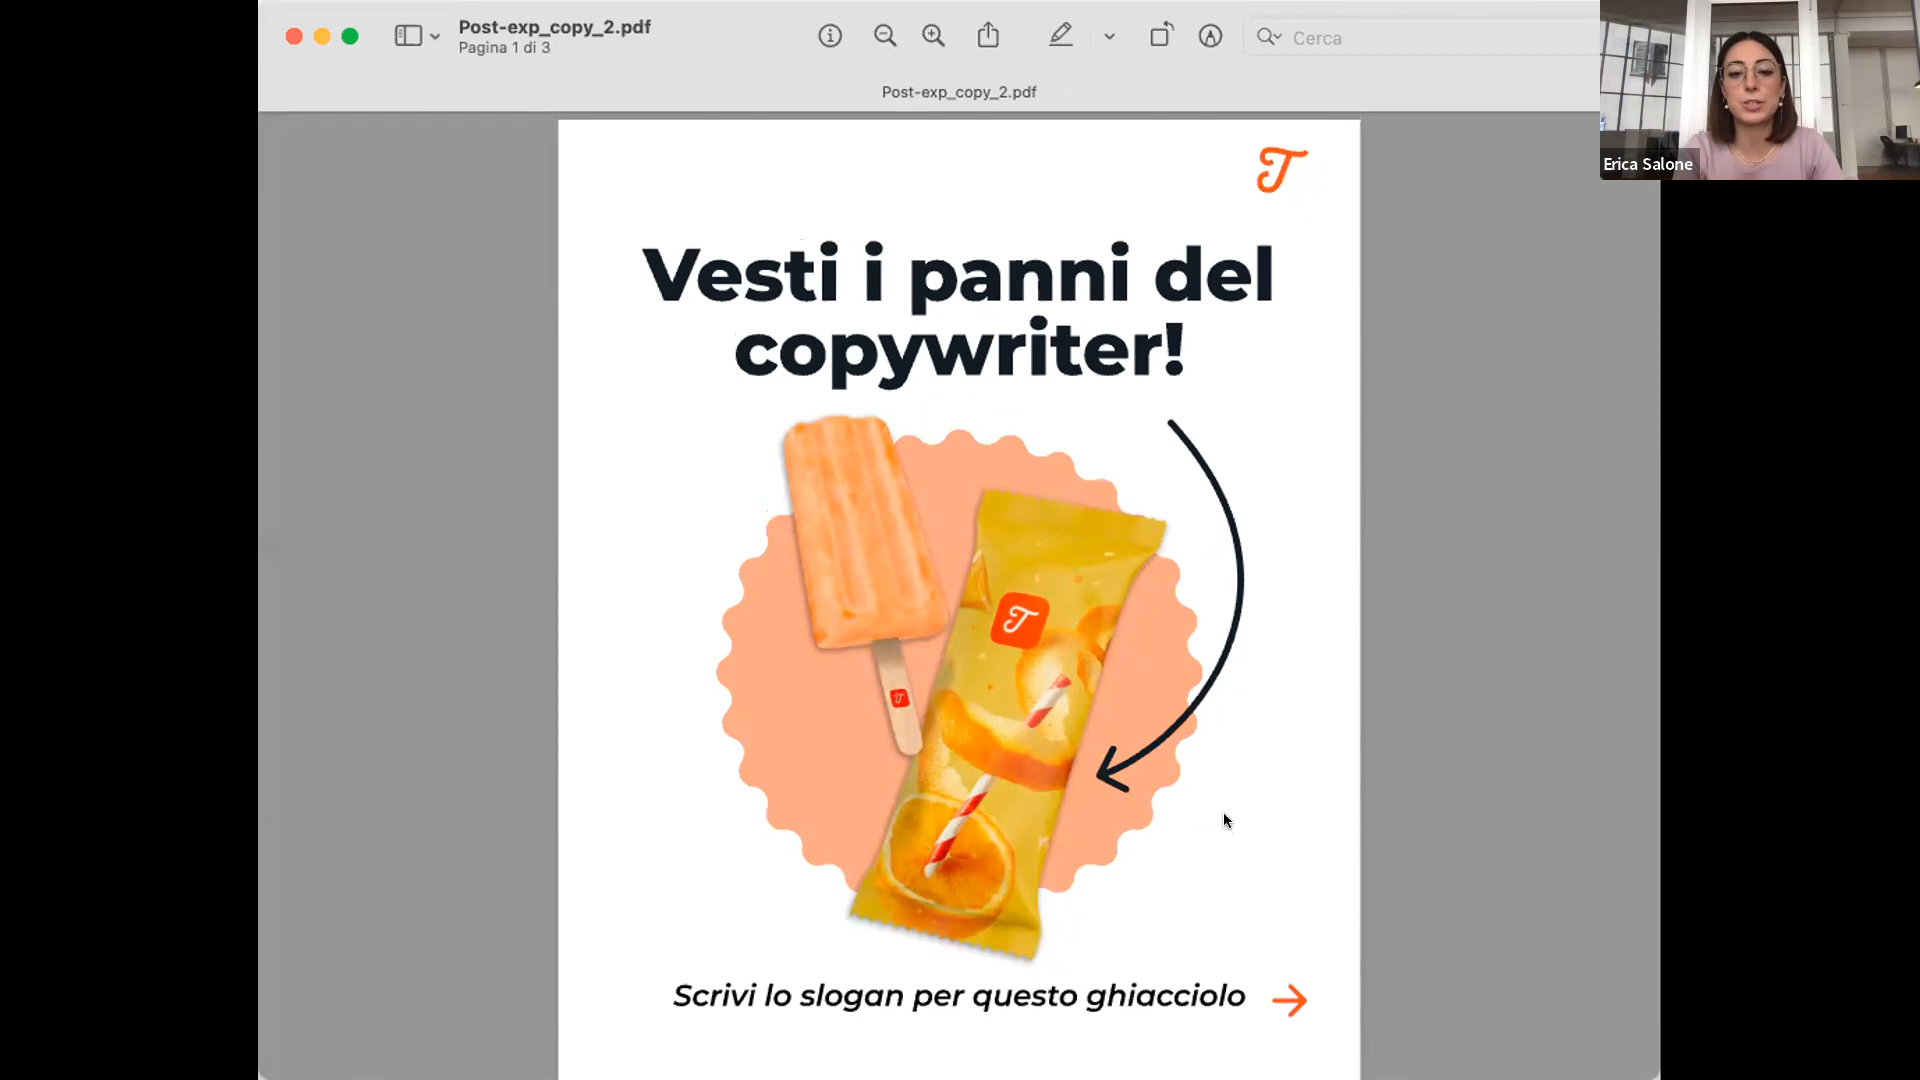 Post-exp_copy_2.pdf
Pagina 1 di 3
Cerca
Post-exp_copy_2.pdf
Erica Salone
T
Vesti i panni del
copywriter!
T
T
Scrivi lo slogan per questo ghiacciolo